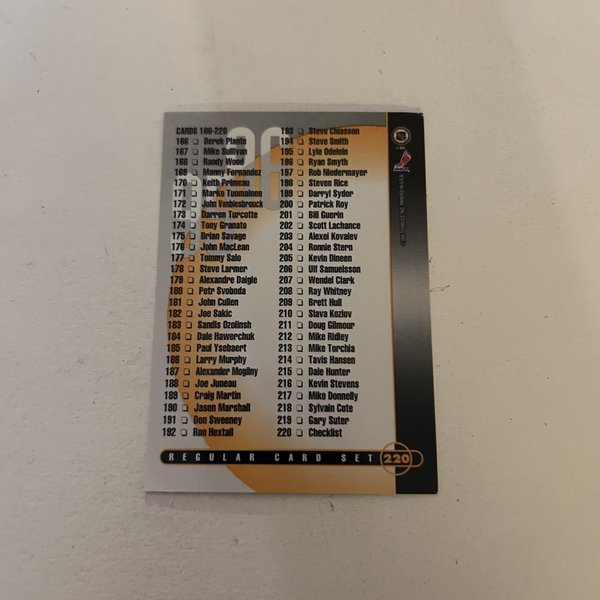 CARDS 166-220
166 Derek Plante
167 Mike Sullivan
168 Randy Wood
169 Manny Fernandez
170 Keith Primeau
171 Marko Tuomainen
172 John Vanbiesbrouck
173 Darren Turcotte
174 Tony Granato
175 Brian Savage
176 John MacLean
177 Tommy Salo
178 Steve Larmer
179 Alexandre Daigle
180 Petr Svoboda
181 John Cullen
182 Joe Sakic
183 Sandis Ozolinsh
184 Dale Hawerchuk
185 Paul Ysebaert
186 Larry Murphy
187 Alexander Mogilny
188 Joe Juneau
189 Craig Martin
190 Jason Marshall
191 Don Sweeney
192 Ron Hextall
193 Steve Chiasson
194 Steve Smith
195 Lyle Odelein
196 Ryan Smyth
197 Rob Niedermayer
198 Steven Rice
199 Darryl Sydor
200 Patrick Roy
201 Bill Guerin
202 Scott Lachance
203 Alexei Kovalev
204 Ronnie Stern
205 Kevin Dineen
206 Ulf Samuelsson
207 Wendel Clark
208 Ray Whitney
209 Brett Hull
210 Slava Kozlov
211 Doug Gilmour
212 Mike Ridley
213 Mike Torchia
214 Tavis Hansen
215 Dale Hunter
216 Kevin Stevens
217 Mike Donnelly
218 Sylvain Cote
219 Gary Suter
220 Checklist
REGULAR CARD SET 220